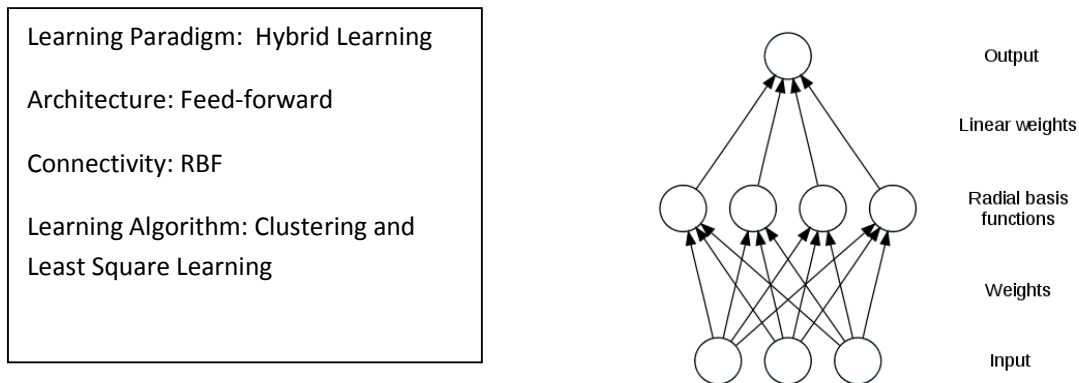 Learning Paradigm: Hybrid Learning
Architecture: Feed-forward
Connectivity: RBF
Learning Algorithm: Clustering and
Least Square Learning
Output
Linear weights
Radial basis
functions
Weights
Input